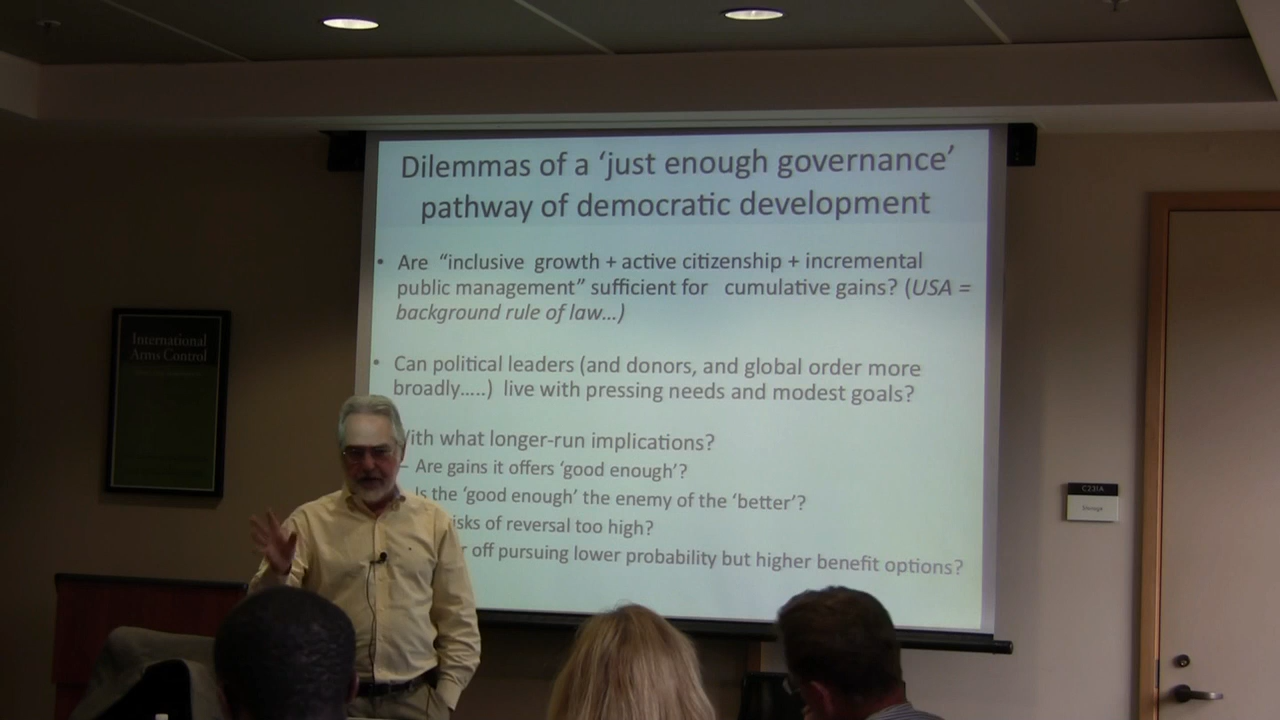 Dilemmas of a ‘just enough governance’
pathway of democratic development
• Are “inclusive growth + active citizenship + incremental
public management” sufficient for cumulative gains? (USA =
background rule of law…)
• Can political leaders (and donors, and global order more
broadly…..) live with pressing needs and modest goals?
With what longer-run implications?
– Are gains it offers ‘good enough’?
Is the ‘good enough’ the enemy of the ‘better’?
risks of reversal too high?
off pursuing lower probability but higher benefit options?
International
Arms Control
C231A
Storage